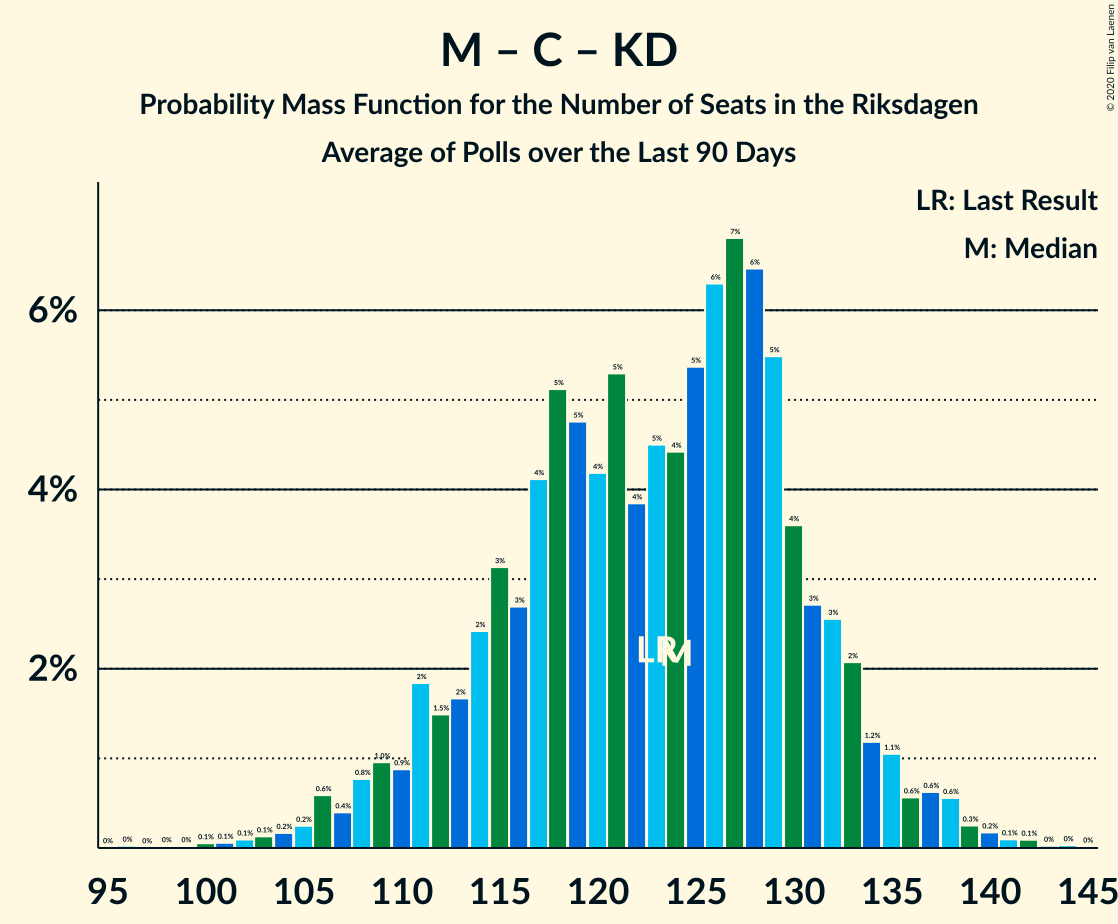 M – C – KD
Probability Mass Function for the Number of Seats in the Riksdagen
Average of Polls over the Last 90 Days
© 2020 Filip van Laenen
LR: Last Result
M: Median
6%
4%
2%
0% 0% 0% 0% 0% 0.1% 0.1% 0.1% 0.1% 0.2% 0.2% 0.6% 0.4% 0.8% 1.0% 0.9% 2% 1.5% 2% 2% 3% 3% 4% 5% 5% 4% 5% 4% 5% 4% 5% 6% 7% 6% 5% 4% 3% 3% 2% 1.2% 1.1% 0.6% 0.6% 0.6% 0.3% 0.2% 0.1% 0.1% 0% 0% 0%
LR M
95 100 105 110 115 120 125 130 135 140 145